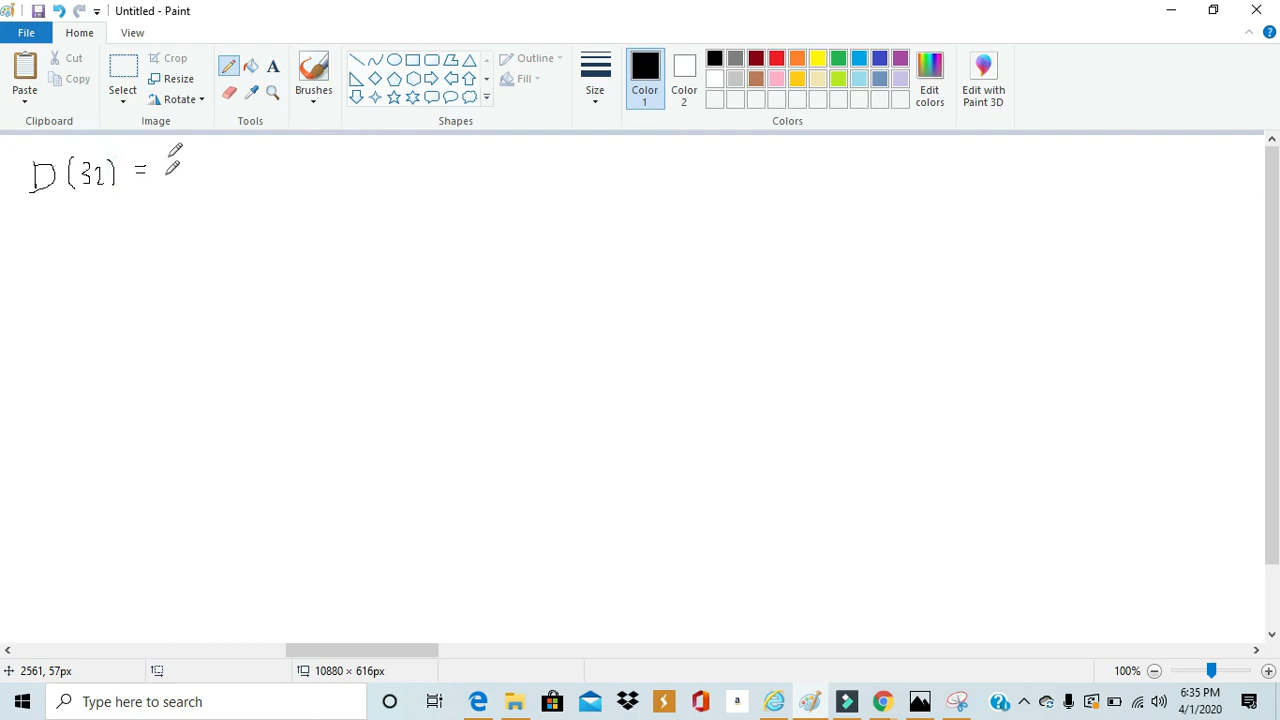 Untitled - Paint
File Home View
Paste
Cut
Copy
Clipboard
Select
Crop
Resize
Rotate
Image
A
Tools
Brushes
Outline
Fill
Shapes
Size
Color 1
Color 2
Edit colors
Colors
Edit with Paint 3D
D (32) =
2561, 57px
10880 × 616px
100%
Type here to search
a
6:35 PM
4/1/2020